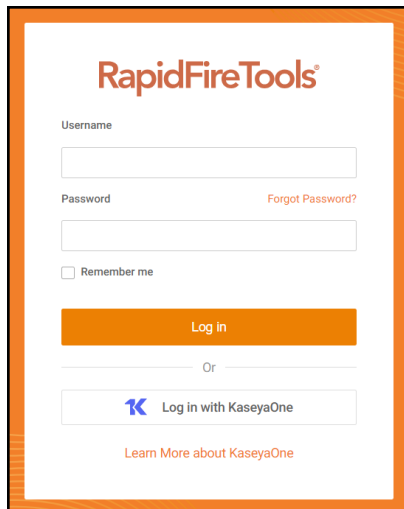 RapidFireTools®
Username
Password Forgot Password?
Remember me
Log in
Or
Log in with KaseyaOne
Learn More about KaseyaOne